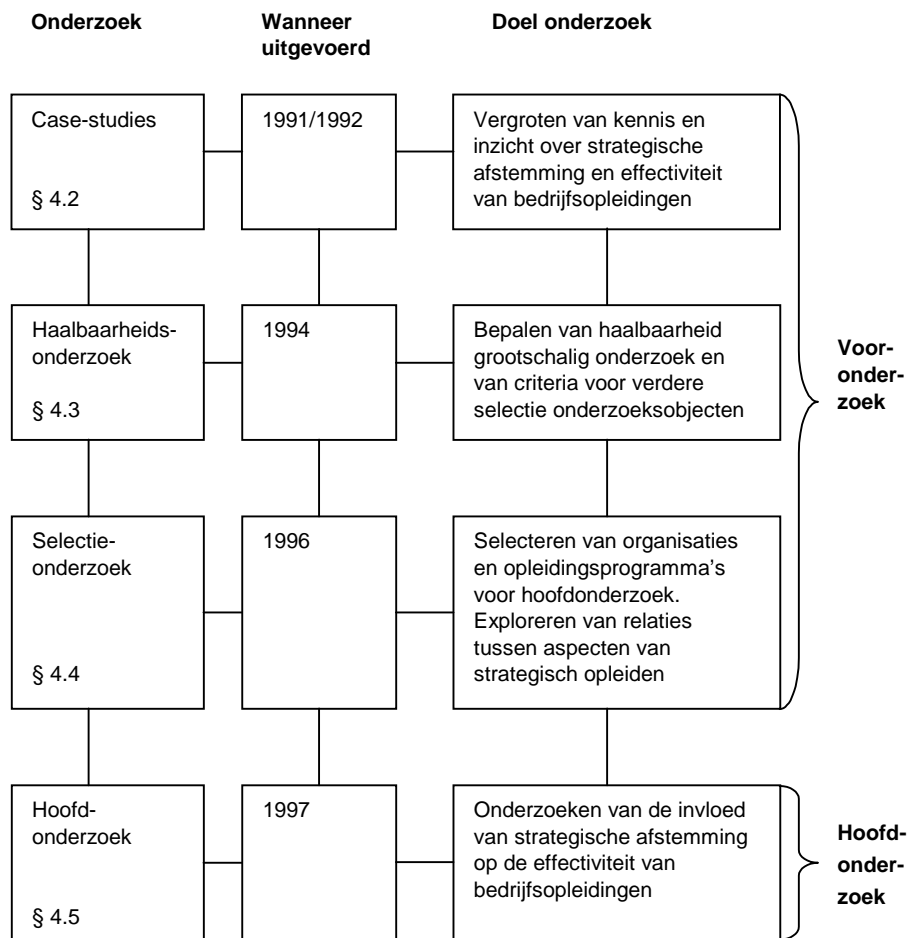 Onderzoek
Wanneer
uitgevoerd
Doel onderzoek
Case-studies
§ 4.2
1991/1992
Vergroten van kennis en
inzicht over strategische
afstemming en effectiviteit
van bedrijfsopleidingen
Haalbaarheids-
onderzoek
§ 4.3
1994
Bepalen van haalbaarheid
grootschalig onderzoek en
van criteria voor verdere
selectie onderzoeksobjecten
Selectie-
onderzoek
§ 4.4
1996
Selecteren van organisaties
en opleidingsprogramma's
voor hoofdonderzoek.
Exploreren van relaties
tussen aspecten van
strategisch opleiden
Voor-
onder-
zoek
Hoofd-
onderzoek
§ 4.5
1997
Onderzoeken van de invloed
van strategische afstemming
op de effectiviteit van
bedrijfsopleidingen
Hoofd-
onder-
zoek